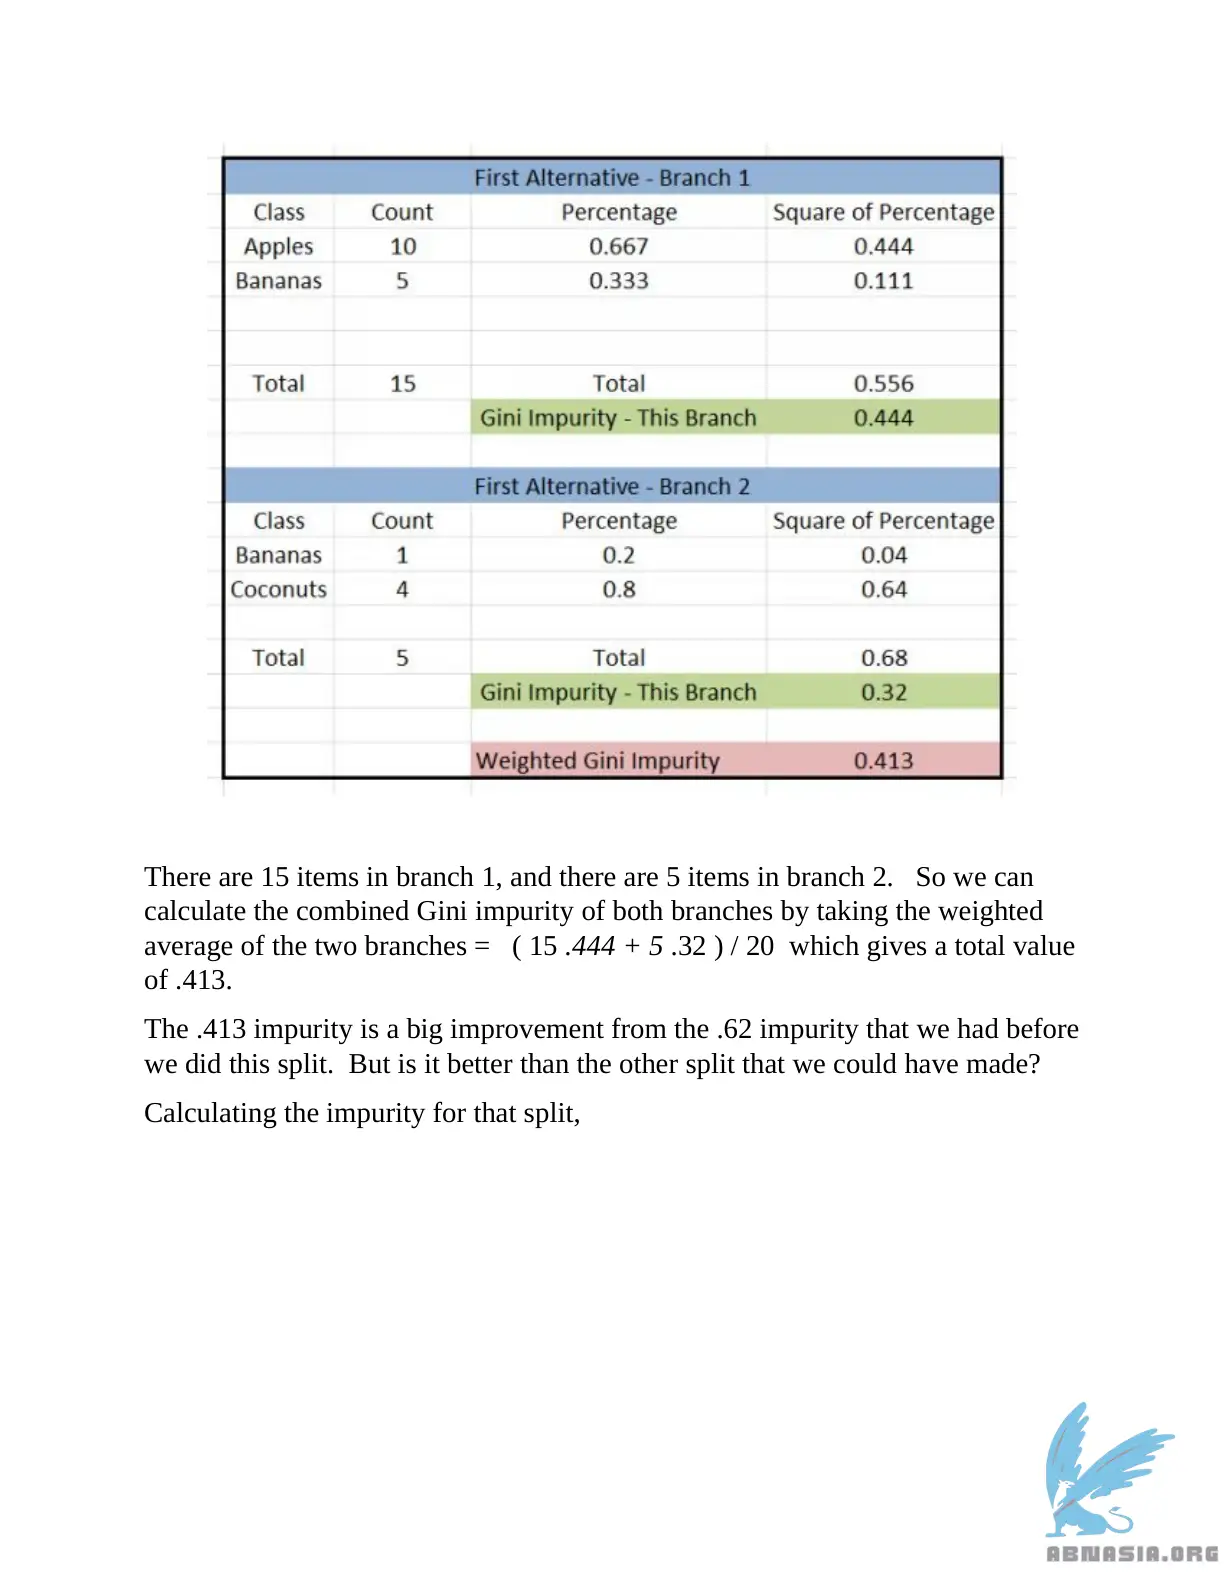 First Alternative - Branch 1
Class Count Percentage Square of Percentage
Apples 10 0.667 0.444
Bananas 5 0.333 0.111
Total 15 Total 0.556
Gini Impurity - This Branch 0.444
First Alternative - Branch 2
Class Count Percentage Square of Percentage
Bananas 1 0.2 0.04
Coconuts 4 0.8 0.64
Total 5 Total 0.68
Gini Impurity - This Branch 0.32
Weighted Gini Impurity 0.413
There are 15 items in branch 1, and there are 5 items in branch 2. So we can
calculate the combined Gini impurity of both branches by taking the weighted
average of the two branches = ( 15 .444 + 5 .32 ) / 20 which gives a total value
of .413.
The .413 impurity is a big improvement from the .62 impurity that we had before
we did this split. But is it better than the other split that we could have made?
Calculating the impurity for that split,
ABNASIA.ORG